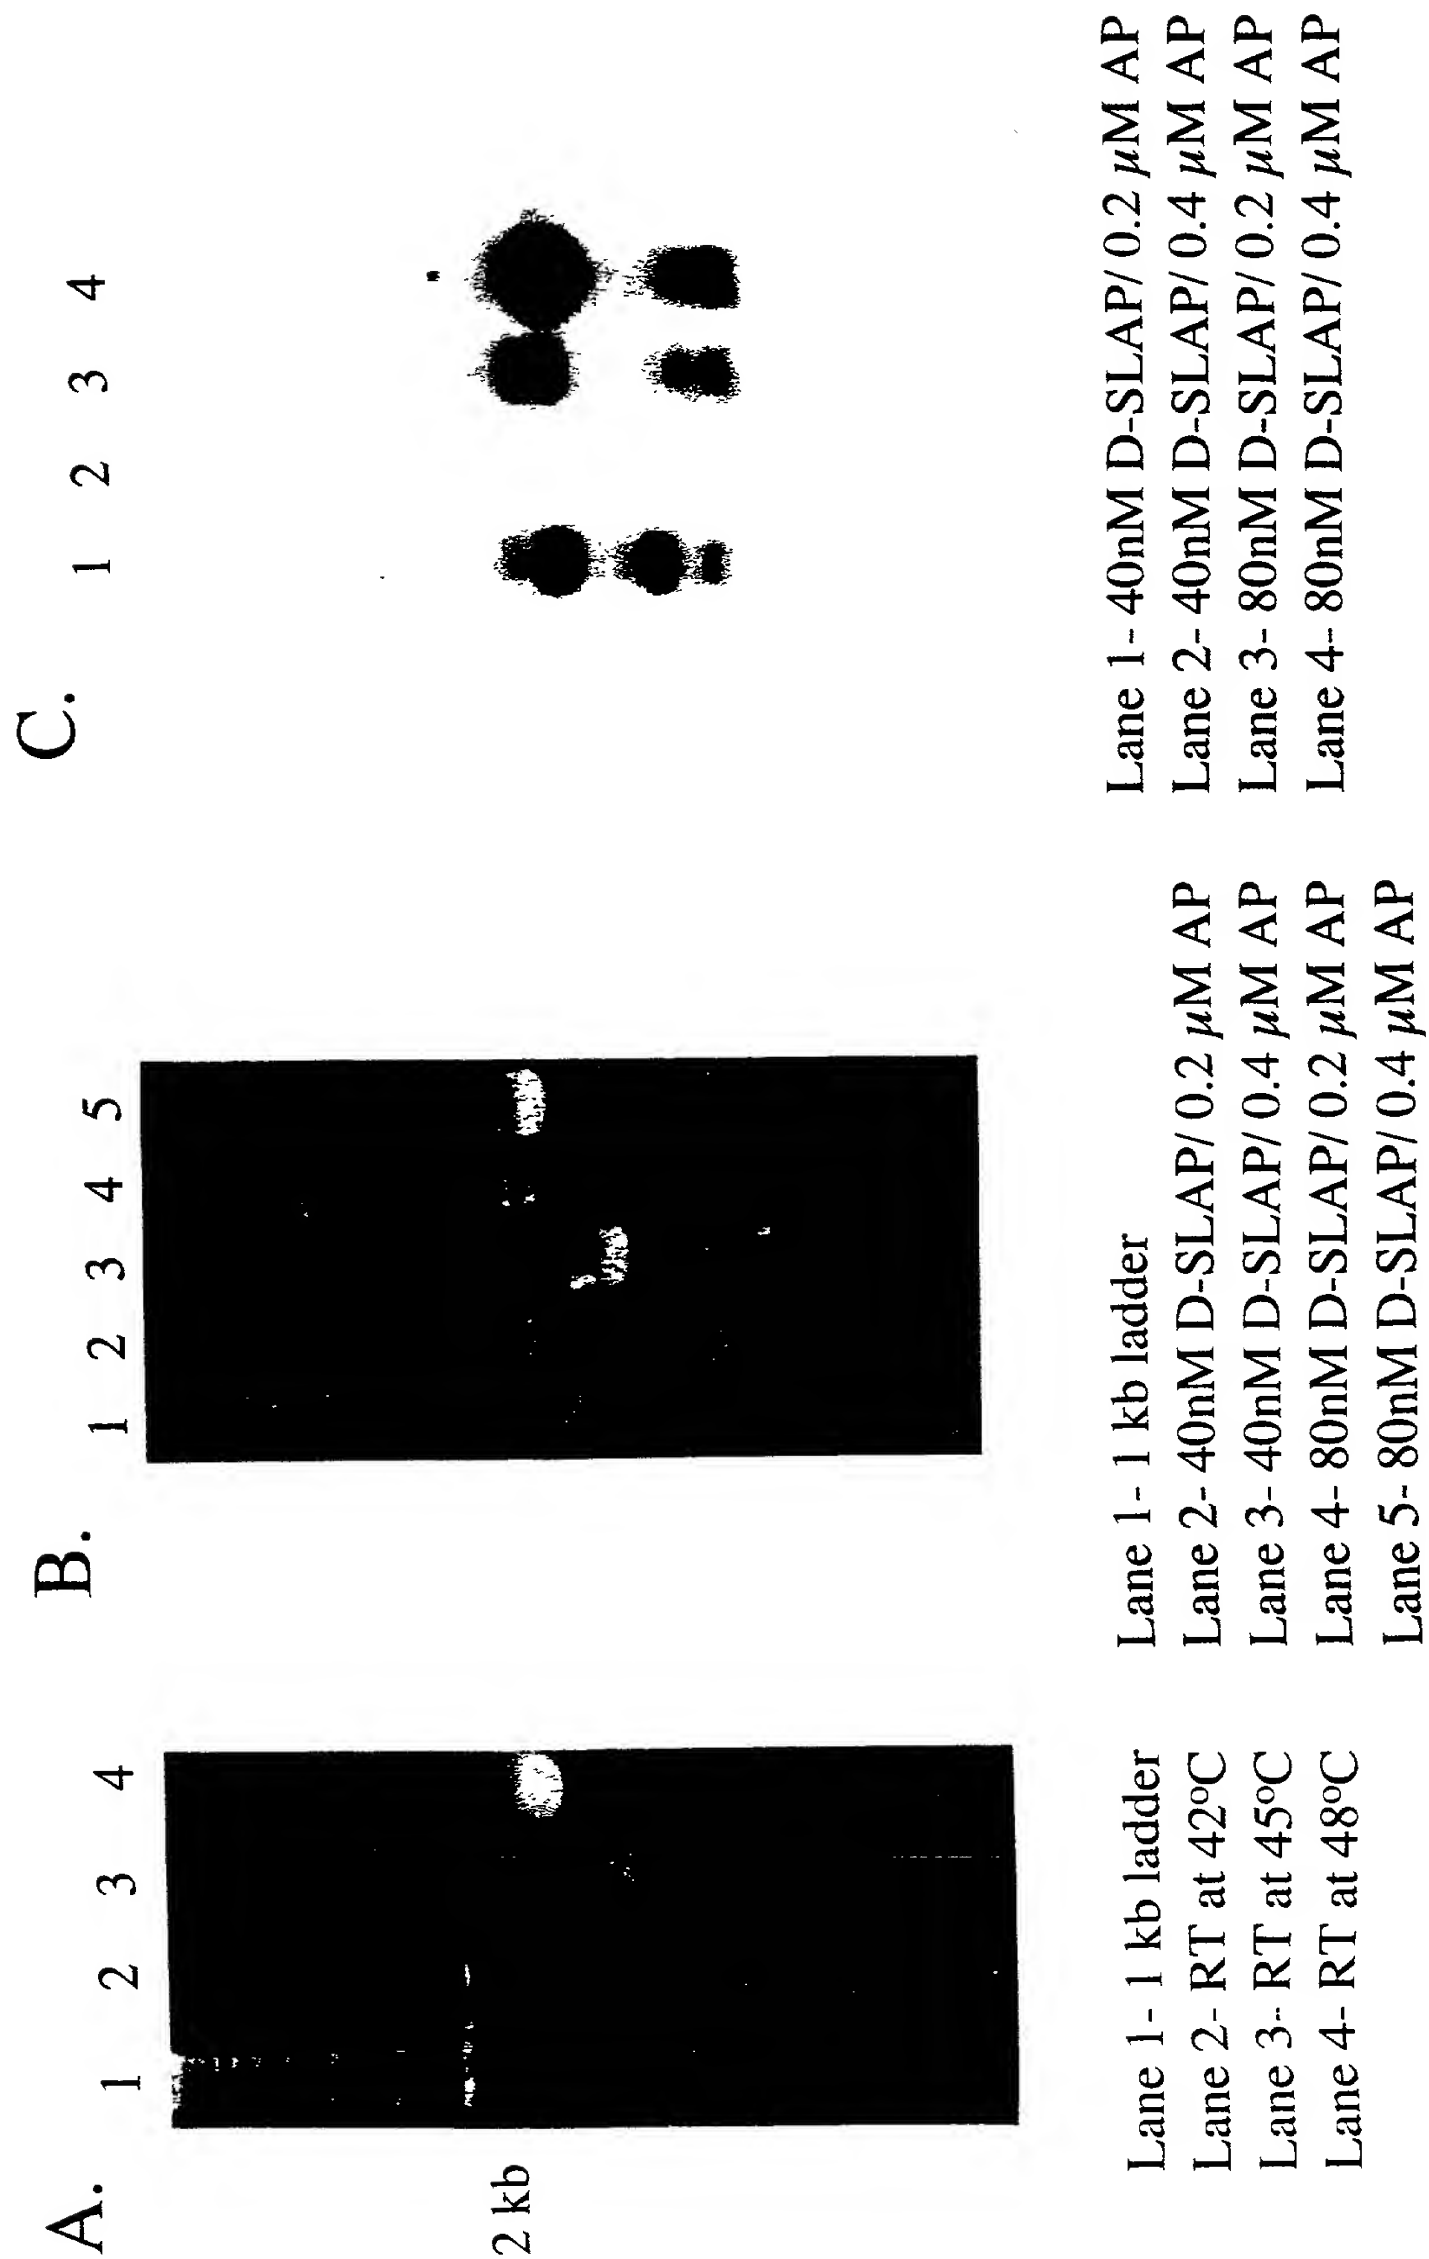 A.
1 2 3 4
2 kb
Lane 1- 1 kb ladder
Lane 2- RT at 42°C
Lane 3- RT at 45°C
Lane 4- RT at 48°C
B.
1 2 3 4 5
Lane 1- 1 kb ladder
Lane 2- 40nM D-SLAP/ 0.2 µM AP
Lane 3- 40nM D-SLAP/ 0.4 µM AP
Lane 4- 80nM D-SLAP/ 0.2 µM AP
Lane 5- 80nM D-SLAP/ 0.4 µM AP
C.
1 2 3 4
Lane 1- 40nM D-SLAP/ 0.2 µM AP
Lane 2- 40nM D-SLAP/ 0.4 µM AP
Lane 3- 80nM D-SLAP/ 0.2 µM AP
Lane 4- 80nM D-SLAP/ 0.4 µM AP